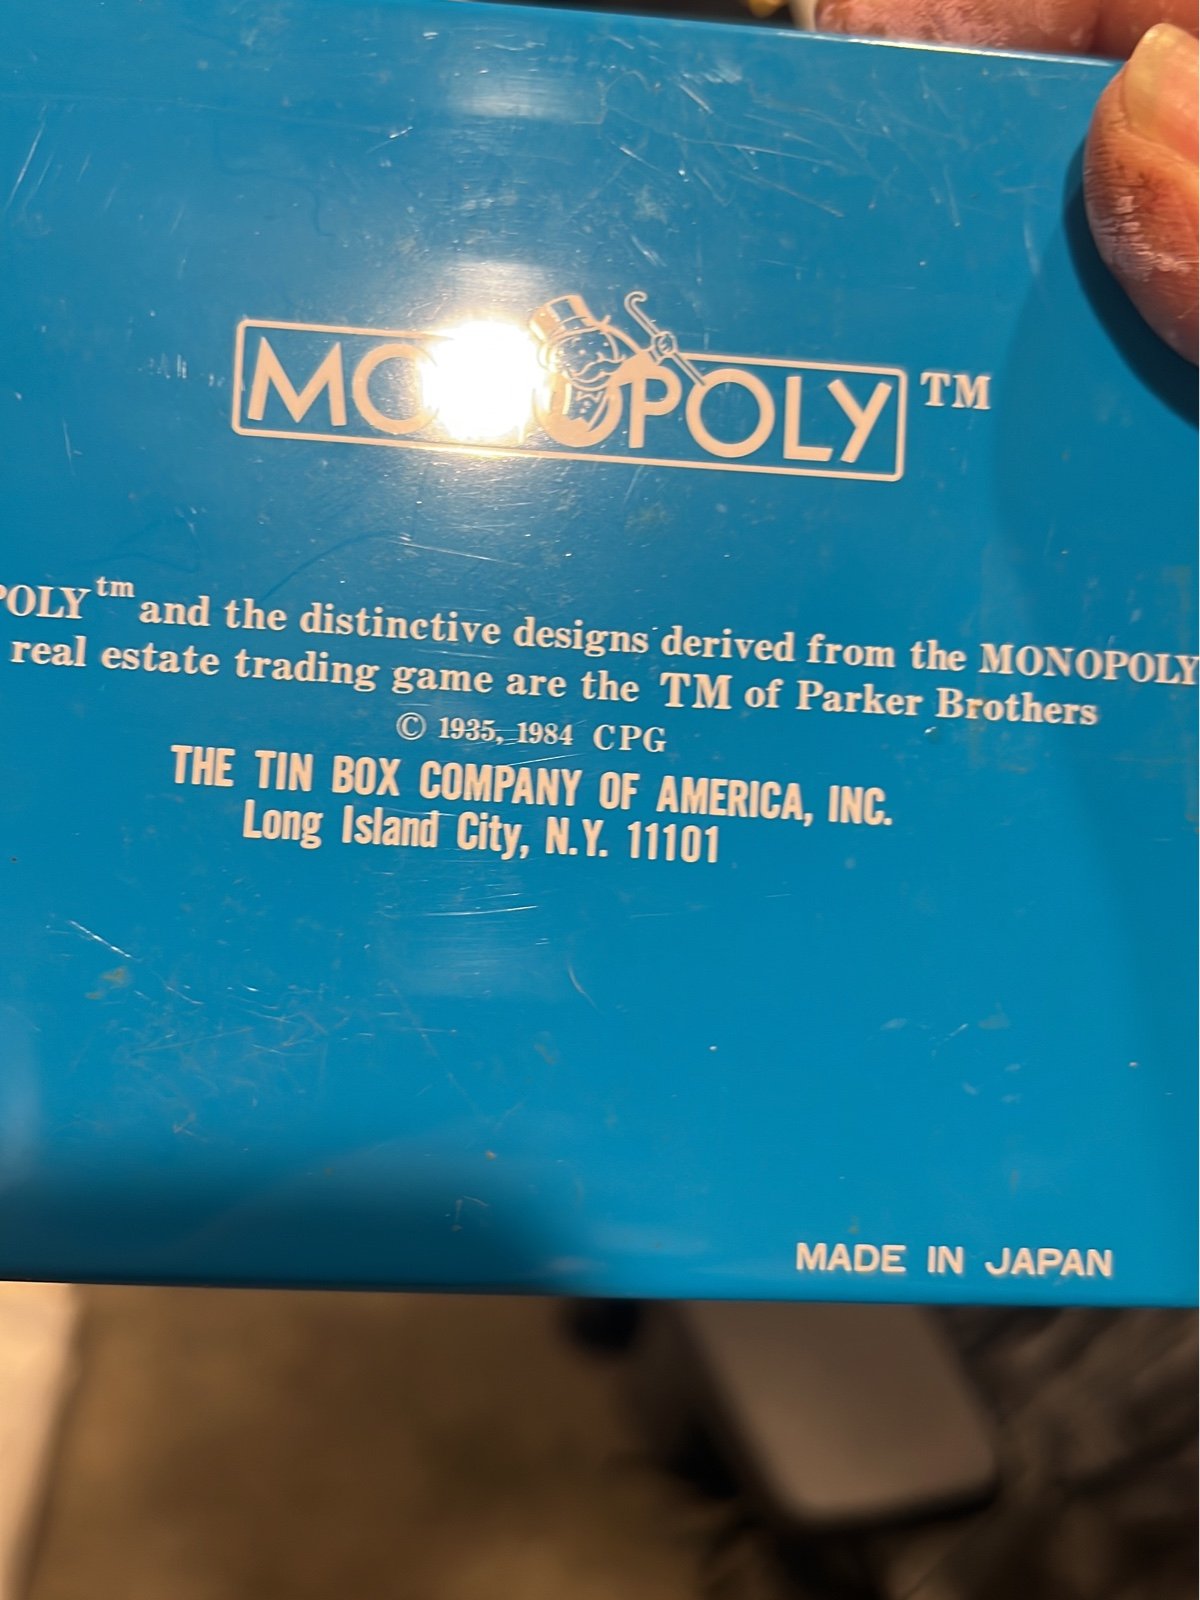 MONOPOLY TM
POLY tm and the distinctive designs derived from the MONOPOLY
real estate trading game are the TM of Parker Brothers
© 1935, 1984 CPG
THE TIN BOX COMPANY OF AMERICA, INC.
Long Island City, N.Y. 11101
MADE IN JAPAN